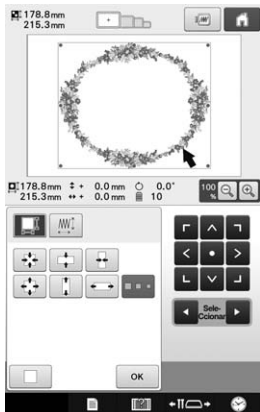 178.8mm
215.3mm
178.8mm + 0.0mm 0.0°
215.3mm + 0.0mm 10
100
%
OK
Sele-
Ccionar